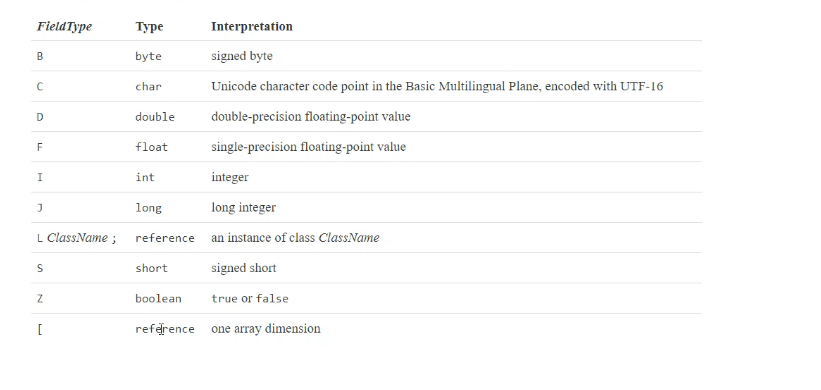 FieldType Type Interpretation
B byte signed byte
C char Unicode character code point in the Basic Multilingual Plane, encoded with UTF-16
D double double-precision floating-point value
F float single-precision floating-point value
I int integer
J long long integer
L ClassName ; reference an instance of class ClassName
S short signed short
Z boolean true or false
[ reference one array dimension